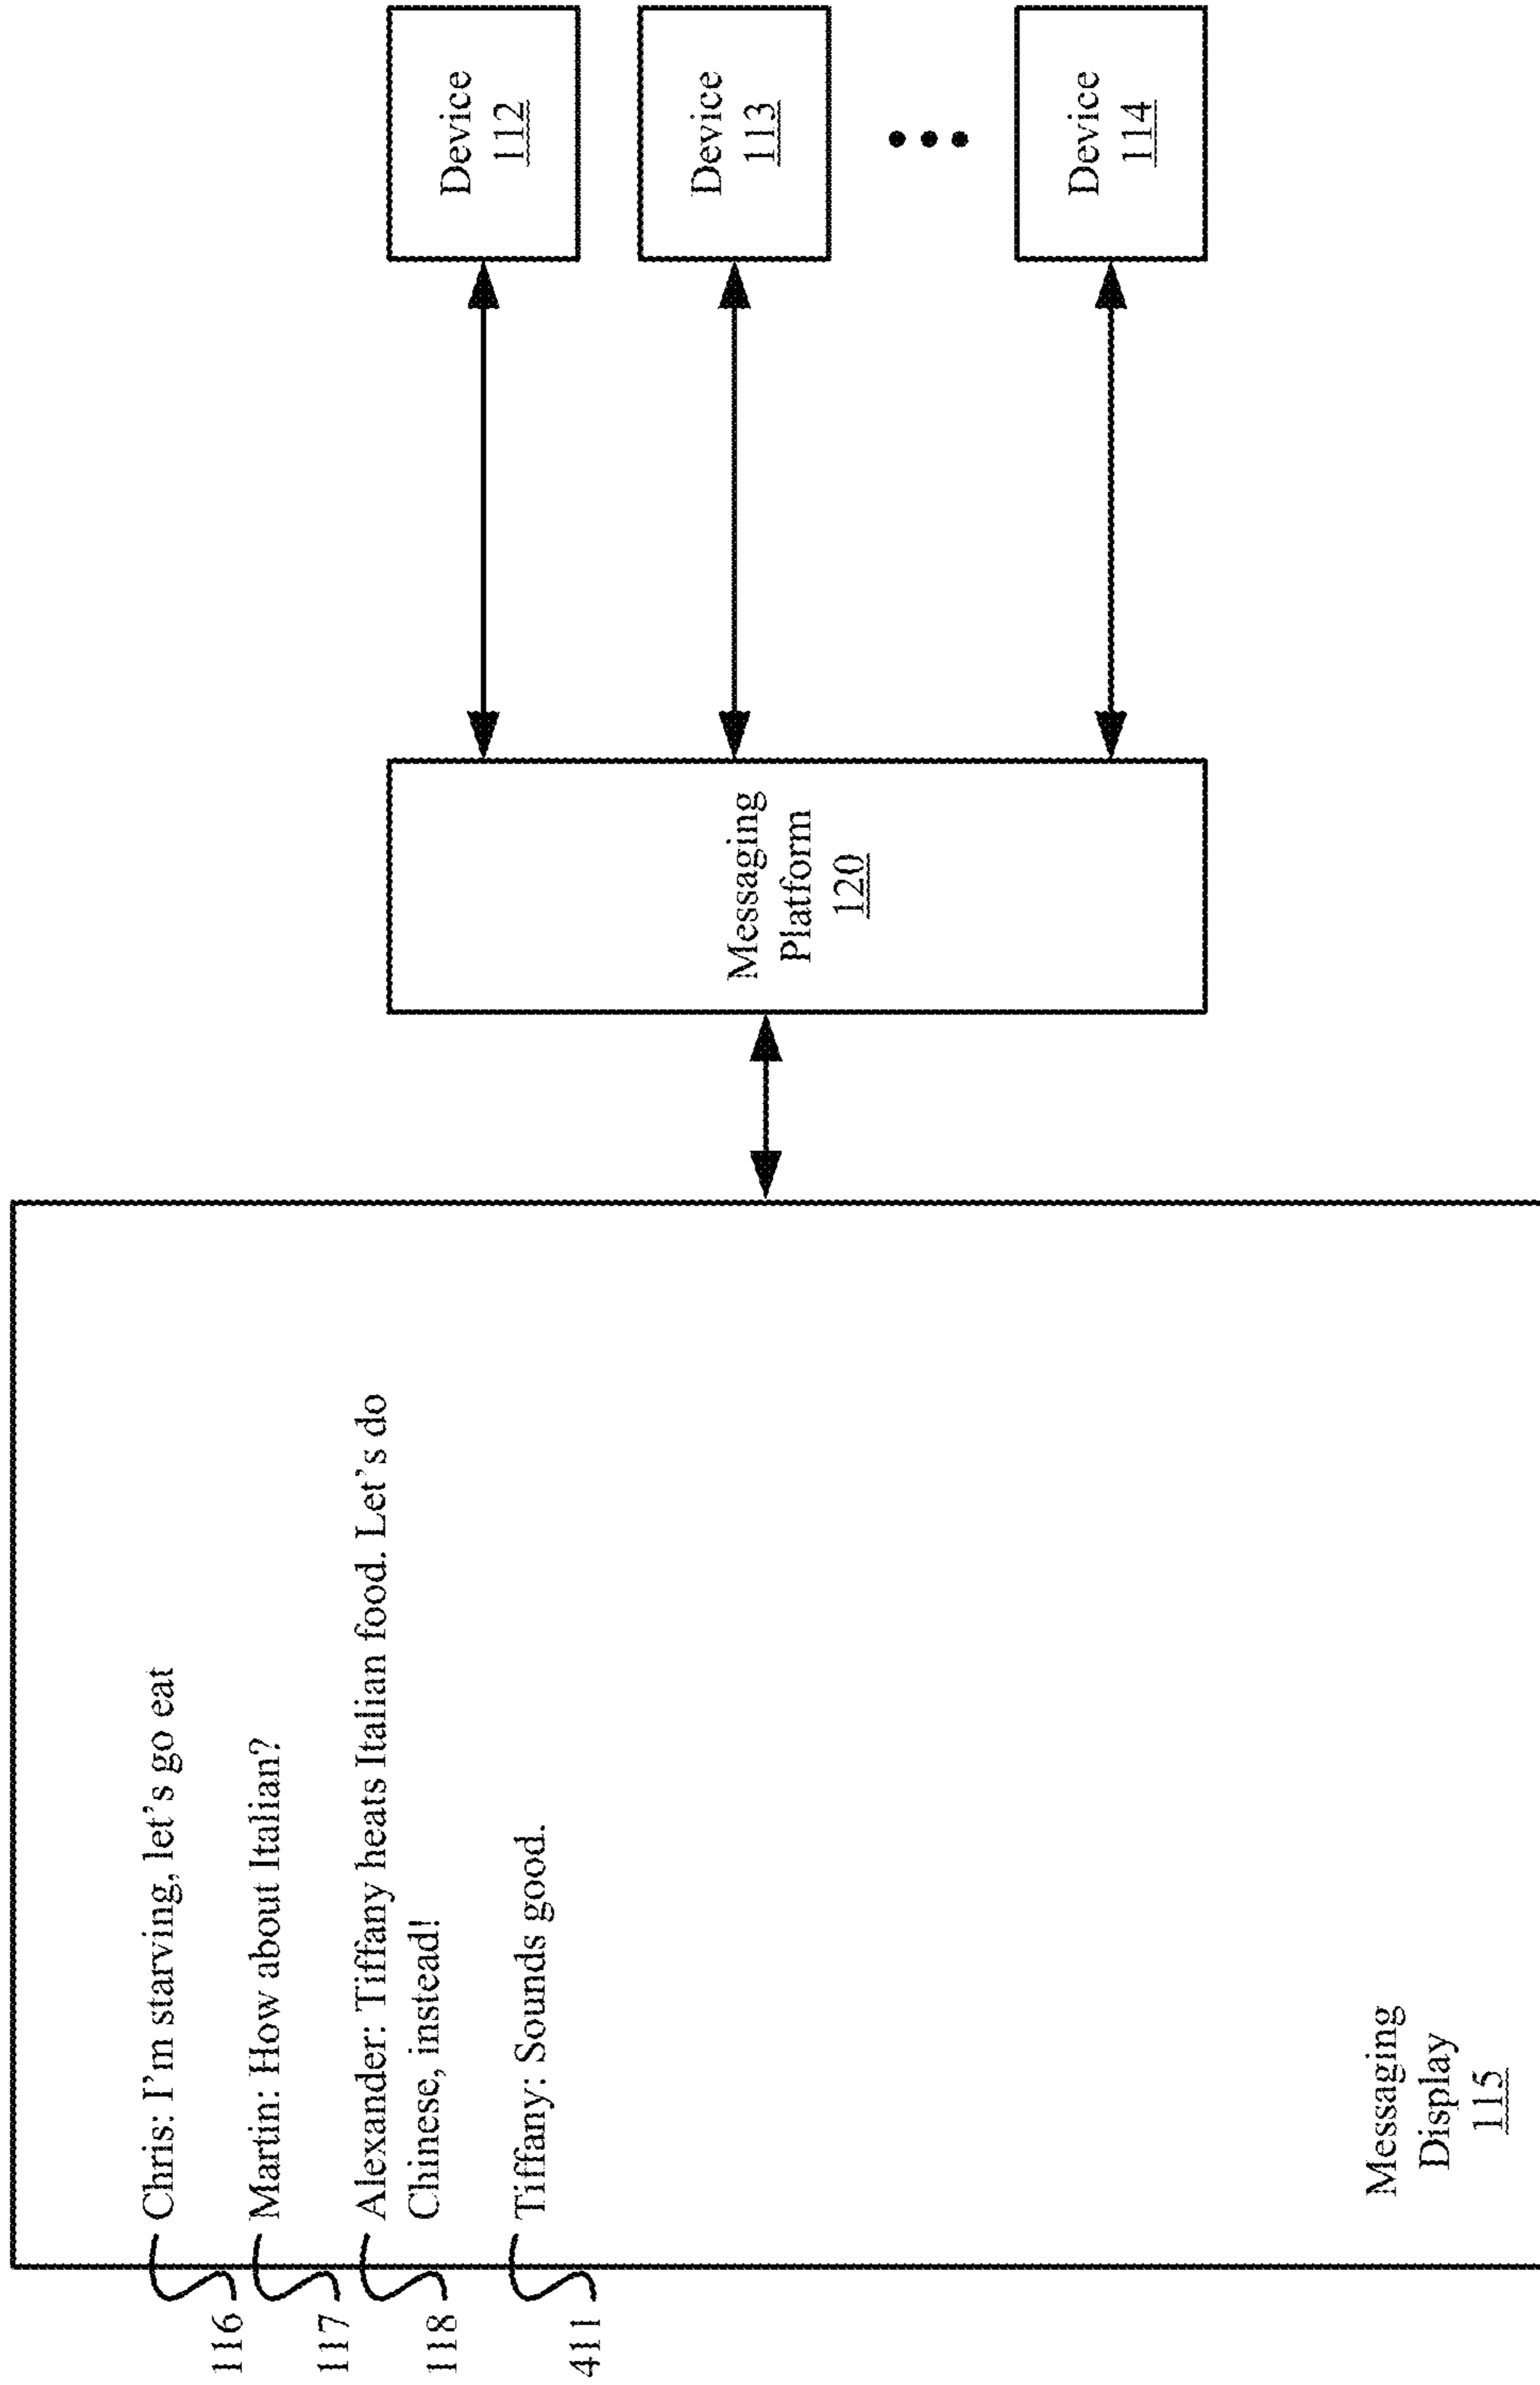 116
Chris: I'm starving, let's go eat
117
Martin: How about Italian?
118
Alexander: Tiffany heats Italian food. Let's do
Chinese, instead!
411
Tiffany: Sounds good.
Messaging
Display
115
Messaging
Platform
120
Device
112
Device
113
Device
114